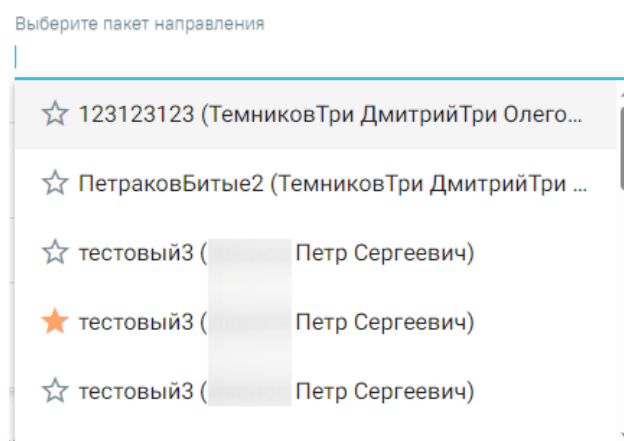 Выберите пакет направления
123123123 (ТемниковТри ДмитрийТри Олего...
ПетраковБитые2 (ТемниковТри ДмитрийТри ...
тестовый3 ( Петр Сергеевич)
тестовый3 ( Петр Сергеевич)
тестовый3 ( Петр Сергеевич)